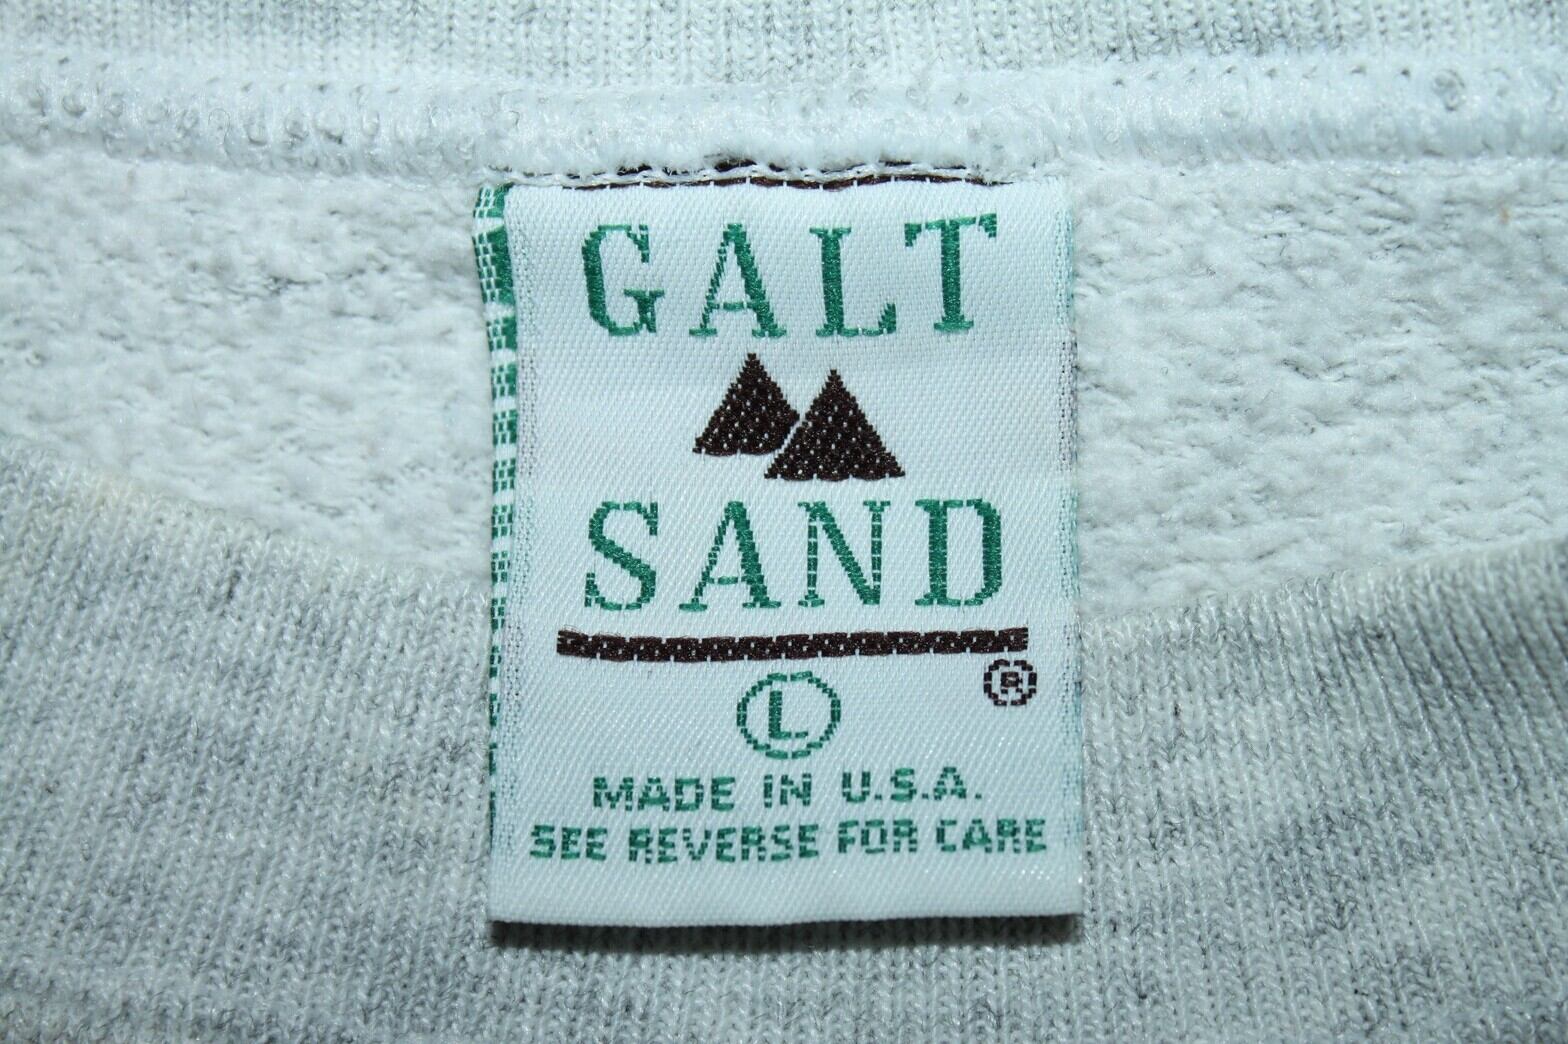 GALT
SAND
®
L
MADE IN U.S.A.
SEE REVERSE FOR CARE